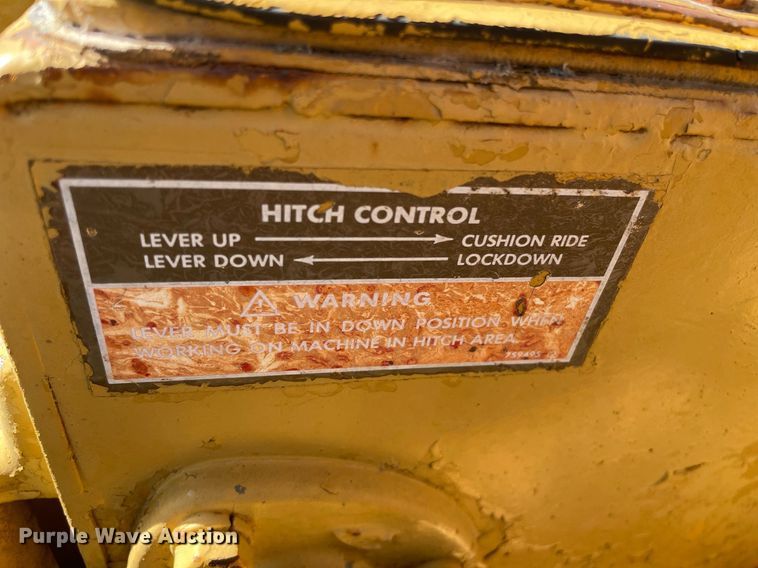 HITCH CONTROL
LEVER UP → CUSHION RIDE
LEVER DOWN ← LOCKDOWN
⚠ WARNING
LEVER MUST BE IN DOWN POSITION WHEN
WORKING ON MACHINE IN HITCH AREA.
Purple Wave Auction